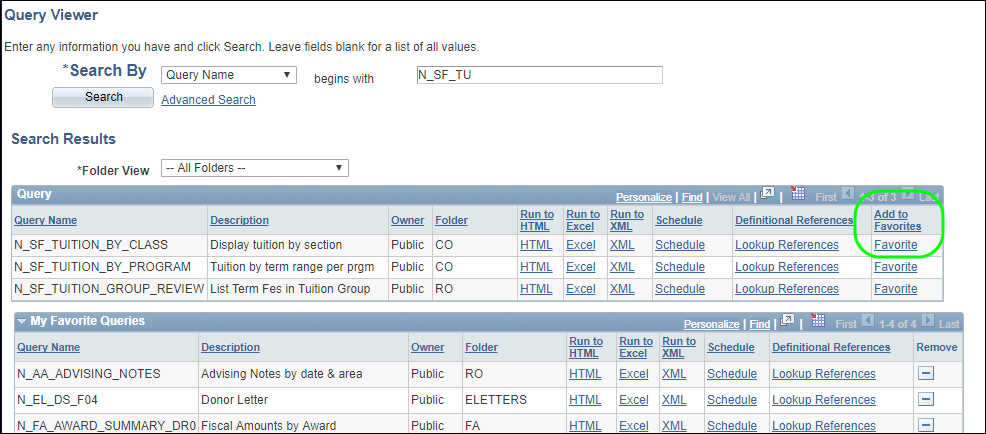 Query Viewer
Enter any information you have and click Search. Leave fields blank for a list of all values.
*Search By Query Name begins with N_SF_TU
Search Advanced Search
Search Results
*Folder View -- All Folders --
Query Personalize | Find | View All | | First 1-3 of 3 Last
Query Name Description Owner Folder Run to HTML Run to Excel Run to XML Schedule Definitional References Add to Favorites
N_SF_TUITION_BY_CLASS Display tuition by section Public CO HTML Excel XML Schedule Lookup References Favorite
N_SF_TUITION_BY_PROGRAM Tuition by term range per prgm Public CO HTML Excel XML Schedule Lookup References Favorite
N_SF_TUITION_GROUP_REVIEW List Term Fes in Tuition Group Public RO HTML Excel XML Schedule Lookup References Favorite
My Favorite Queries Personalize | Find | | First 1-4 of 4 Last
Query Name Description Owner Folder Run to HTML Run to Excel Run to XML Schedule Definitional References Remove
N_AA_ADVISING_NOTES Advising Notes by date & area Public RO HTML Excel XML Schedule Lookup References
N_EL_DS_F04 Donor Letter Public ELETTERS HTML Excel XML Schedule Lookup References
N_FA_AWARD_SUMMARY_DR0 Fiscal Amounts by Award Public FA HTML Excel XML Schedule Lookup References